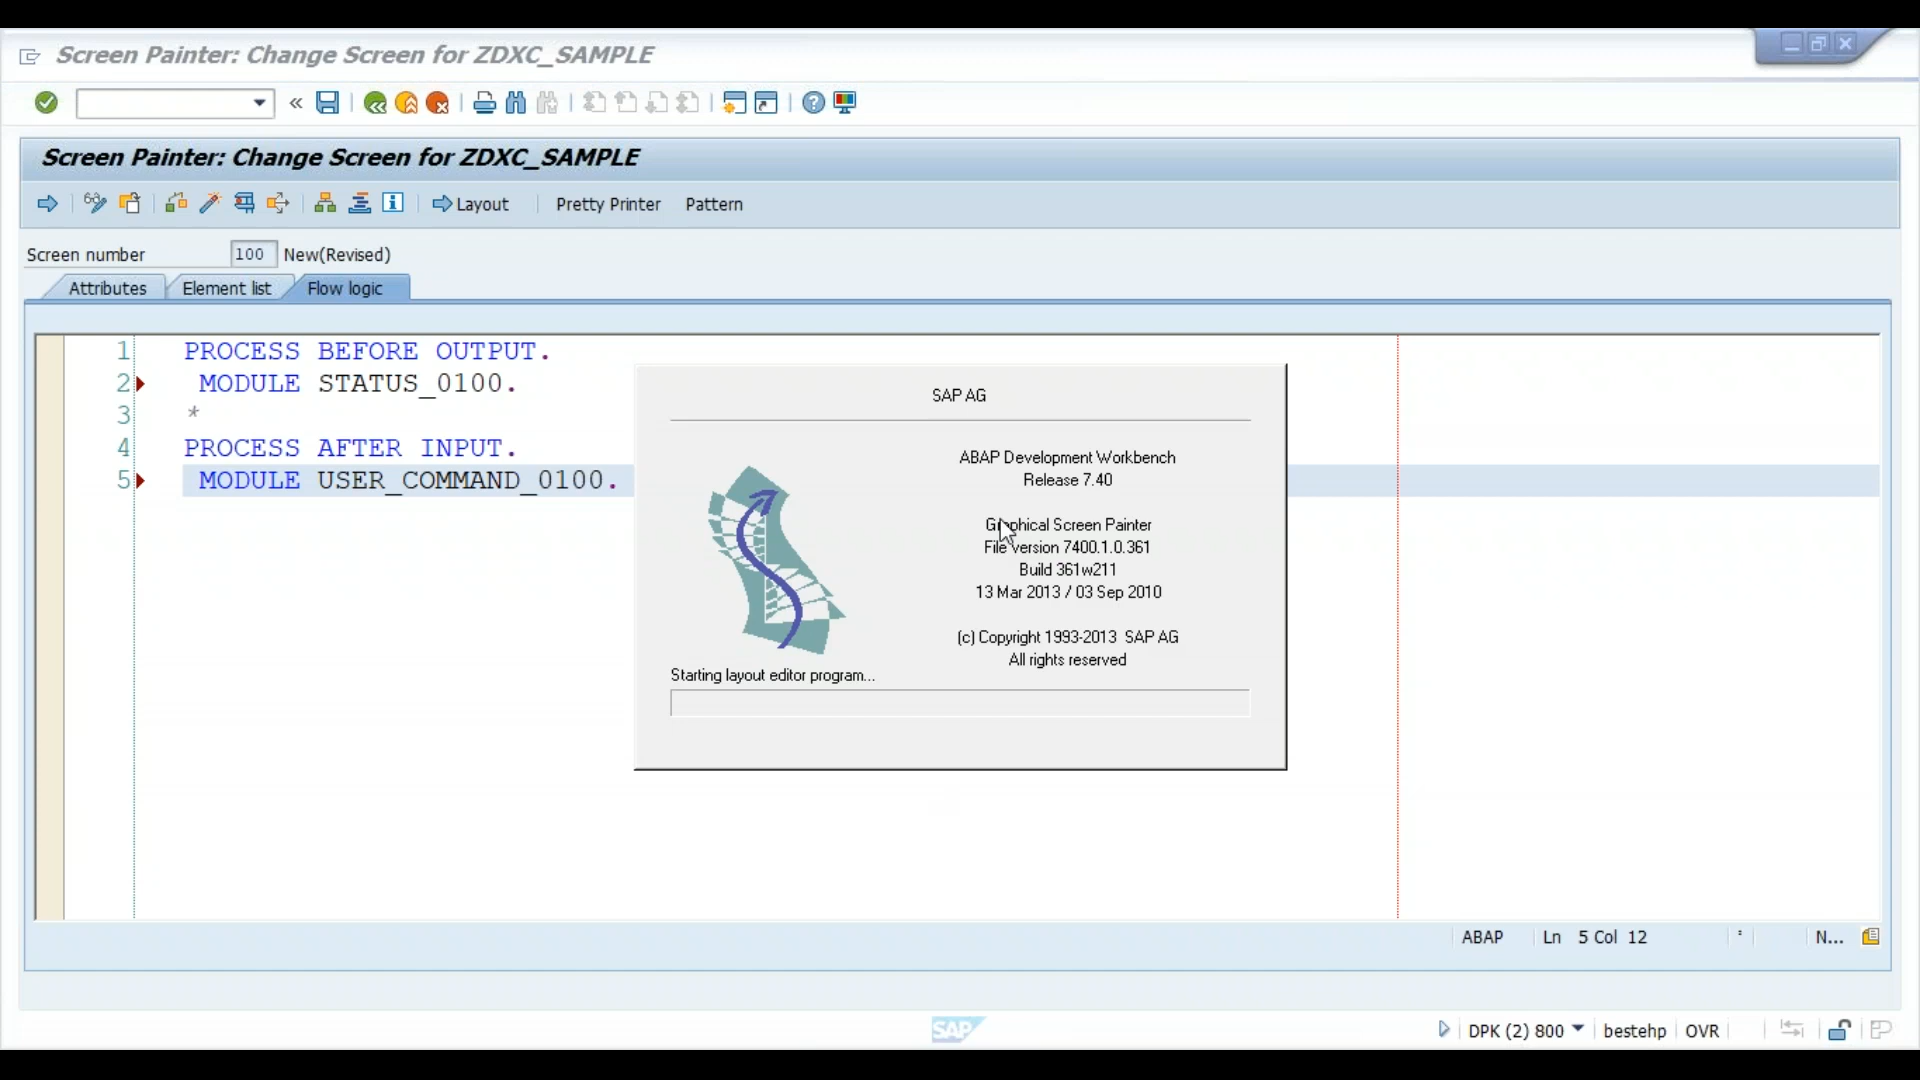 Screen Painter: Change Screen for ZDXC_SAMPLE
Screen Painter: Change Screen for ZDXC_SAMPLE
Layout Pretty Printer Pattern
Screen number 100 New(Revised)
Attributes Element list Flow logic
1 PROCESS BEFORE OUTPUT.
2 MODULE STATUS_0100.
3 *
4 PROCESS AFTER INPUT.
5 MODULE USER_COMMAND_0100.
SAP AG
ABAP Development Workbench
Release 7.40
Graphical Screen Painter
File version 7400.1.0.361
Build 361w211
13 Mar 2013 / 03 Sep 2010
(c) Copyright 1993-2013 SAP AG
All rights reserved
Starting layout editor program...
ABAP Ln 5 Col 12 N...
SAP DPK (2) 800 bestehp OVR